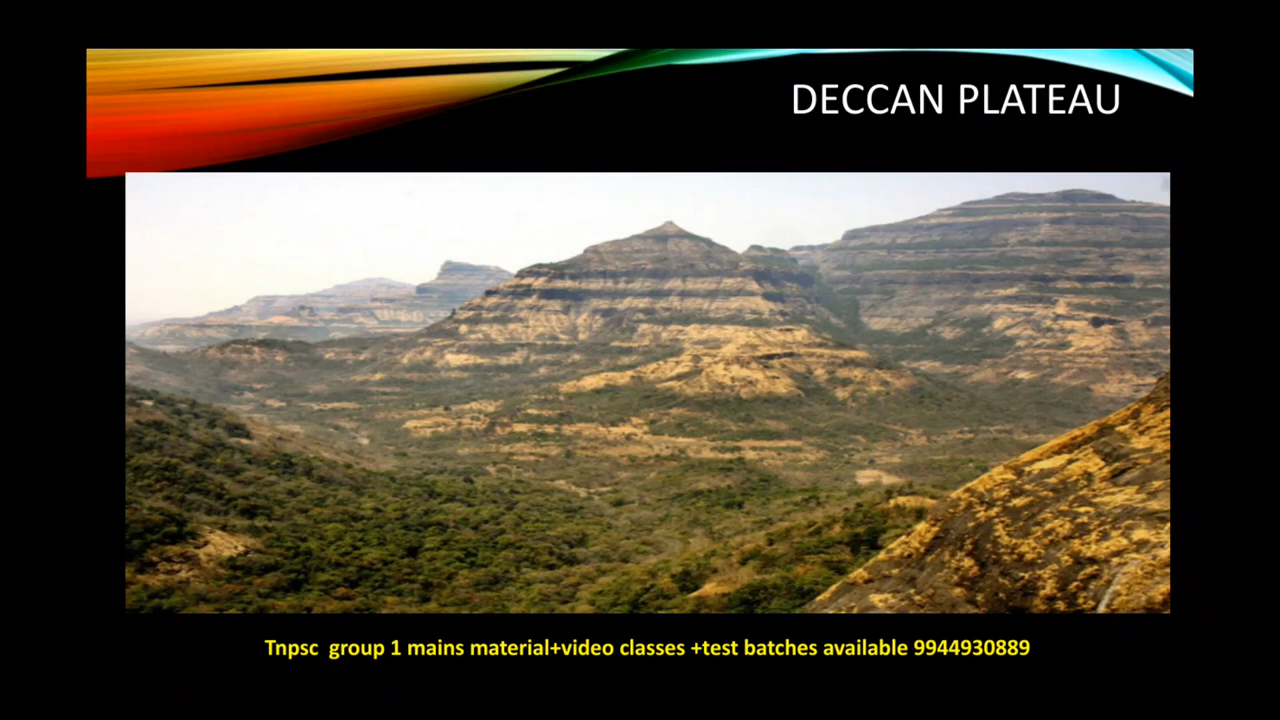 DECCAN PLATEAU
Tnpsc  group 1 mains material+video classes +test batches available 9944930889